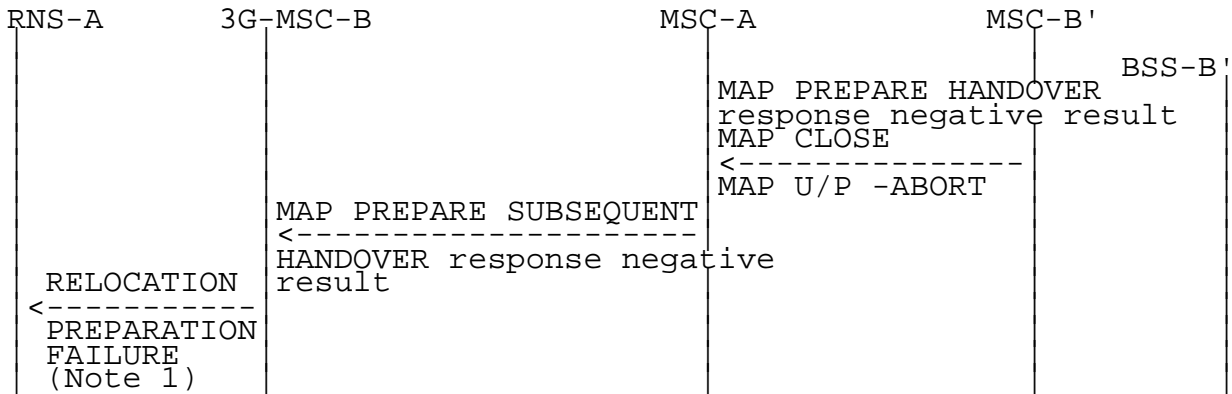 RNS-A 3G-MSC-B MSC-A MSC-B'
BSS-B'
MAP PREPARE HANDOVER
response negative result
MAP CLOSE
<---------------
MAP U/P -ABORT
MAP PREPARE SUBSEQUENT
<---------------------
HANDOVER response negative
result
RELOCATION
<-----------
PREPARATION
FAILURE
(Note 1)